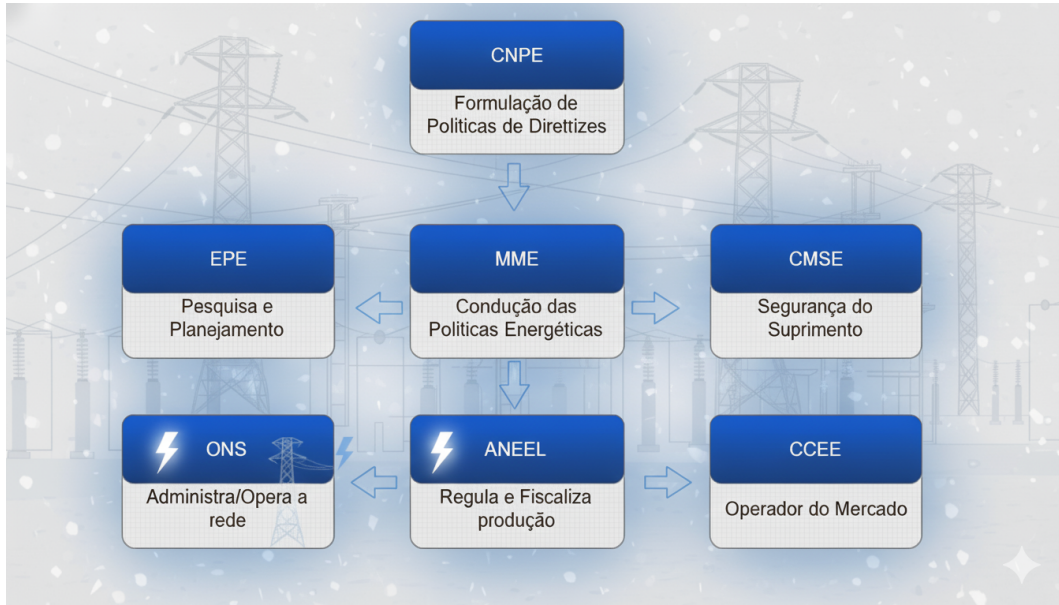 CNPE
Formulação de
Politicas de Direttizes
EPE
Pesquisa e
Planejamento
MME
Condução das
Politicas Energéticas
CMSE
Segurança do
Suprimento
ONS
Administra/Opera a
rede
ANEEL
Regula e Fiscaliza
produção
CCEE
Operador do Mercado